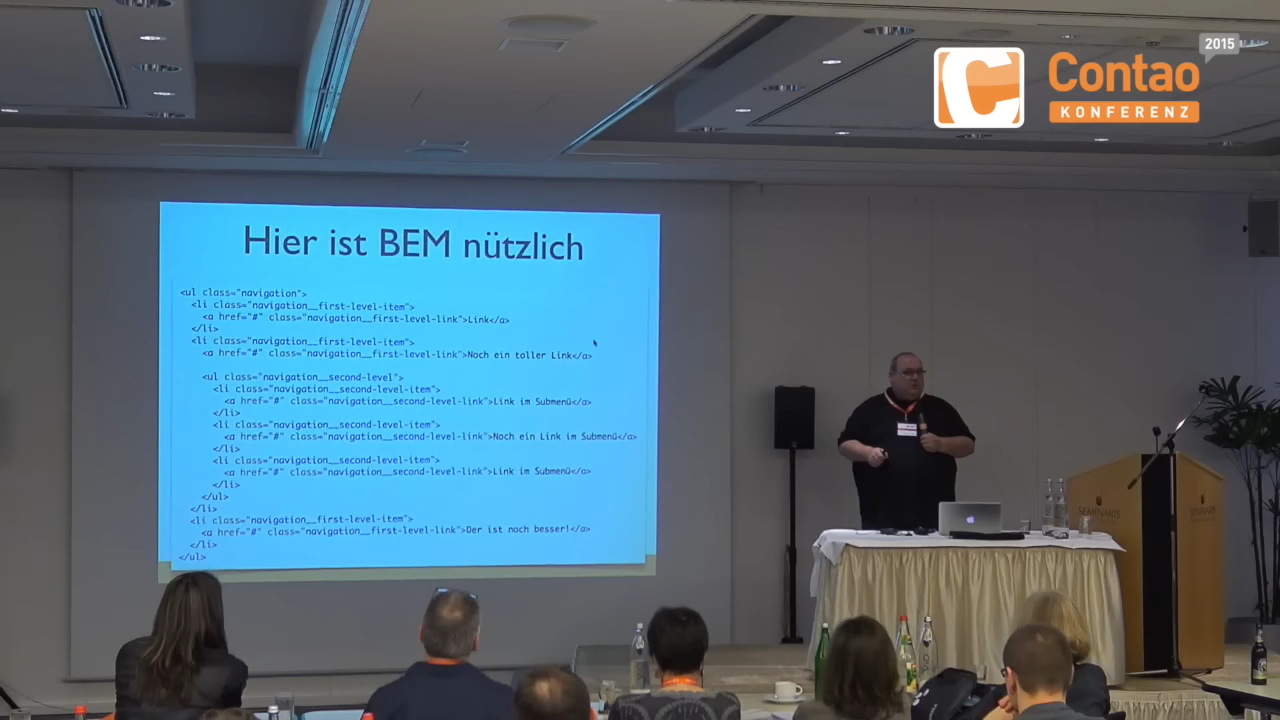 2015
Contao
KONFERENZ
Hier ist BEM nützlich
<ul class="navigation">
<li class="navigation__first-level-item">
<a href="#" class="navigation__first-level-link">Link</a>
</li>
<li class="navigation__first-level-item">
<a href="#" class="navigation__first-level-link">Noch ein toller Link</a>
<ul class="navigation__second-level">
<li class="navigation__second-level-item">
<a href="#" class="navigation__second-level-link">Link im Submenü</a>
</li>
<li class="navigation__second-level-item">
<a href="#" class="navigation__second-level-link">Noch ein Link im Submenü</a>
</li>
<li class="navigation__second-level-item">
<a href="#" class="navigation__second-level-link">Link im Submenü</a>
</li>
</ul>
</li>
<li class="navigation__first-level-item">
<a href="#" class="navigation__first-level-link">Der ist noch besser!</a>
</li>
</ul>
SEMINARIS